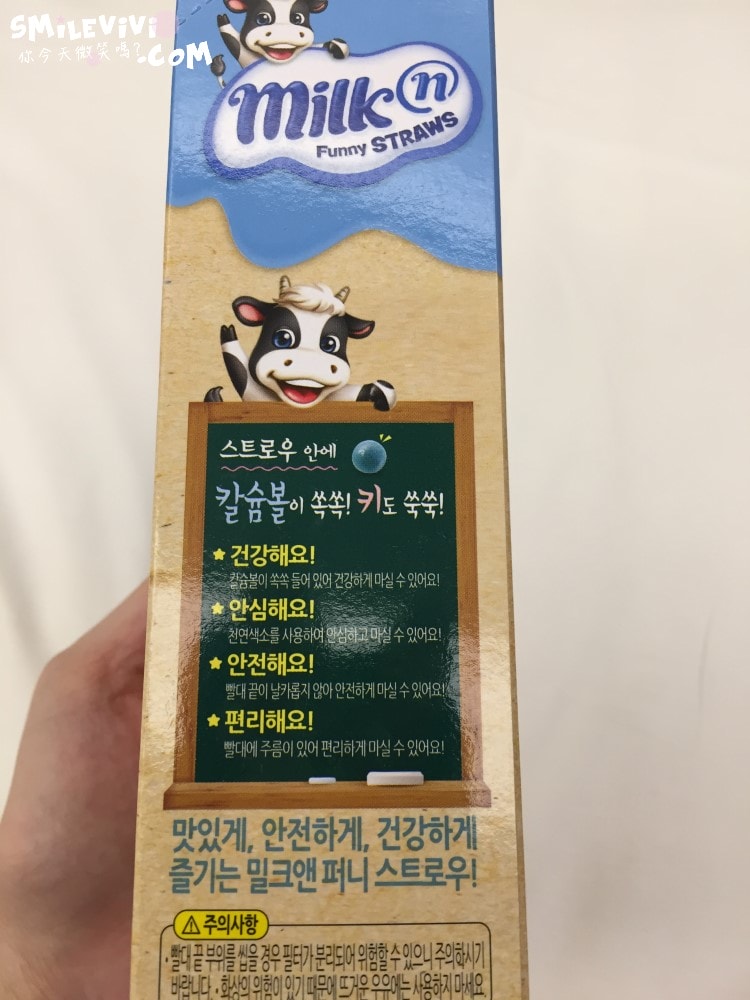 SMILEVIVI
你今天微笑嗎?.COM
milk n
Funny STRAWS
스트로우 안에
칼슘볼이 쏙쏙! 키도 쑥쑥!
건강해요!
칼슘볼이 쏙쏙 들어 있어 건강하게 마실 수 있어요!
안심해요!
천연색소를 사용하여 안심하고 마실 수 있어요!
안전해요!
빨대 끝이 날카롭지 않아 안전하게 마실 수 있어요!
편리해요!
빨대에 주름이 있어 편리하게 마실 수 있어요!
맛있게, 안전하게, 건강하게
즐기는 밀크앤 퍼니 스트로우!
주의사항
• 빨대 끝 부위를 씹을 경우 필터가 분리되어 위험할 수 있으니 주의하시기
바랍니다. • 화상의 위험이 있기 때문에 뜨거운 우유에는 사용하지 마세요.